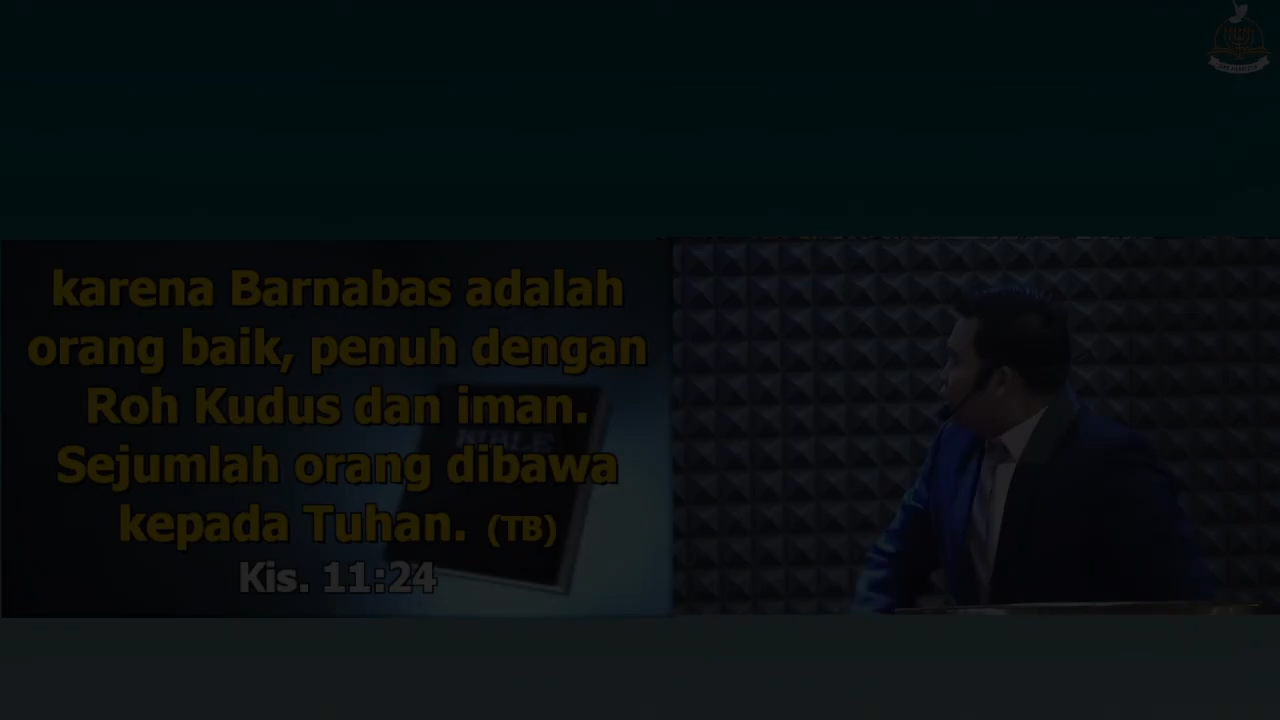 karena Barnabas adalah
orang baik, penuh dengan
Roh Kudus dan iman.
Sejumlah orang dibawa
kepada Tuhan. (TB)
Kis. 11:24
BIBLE